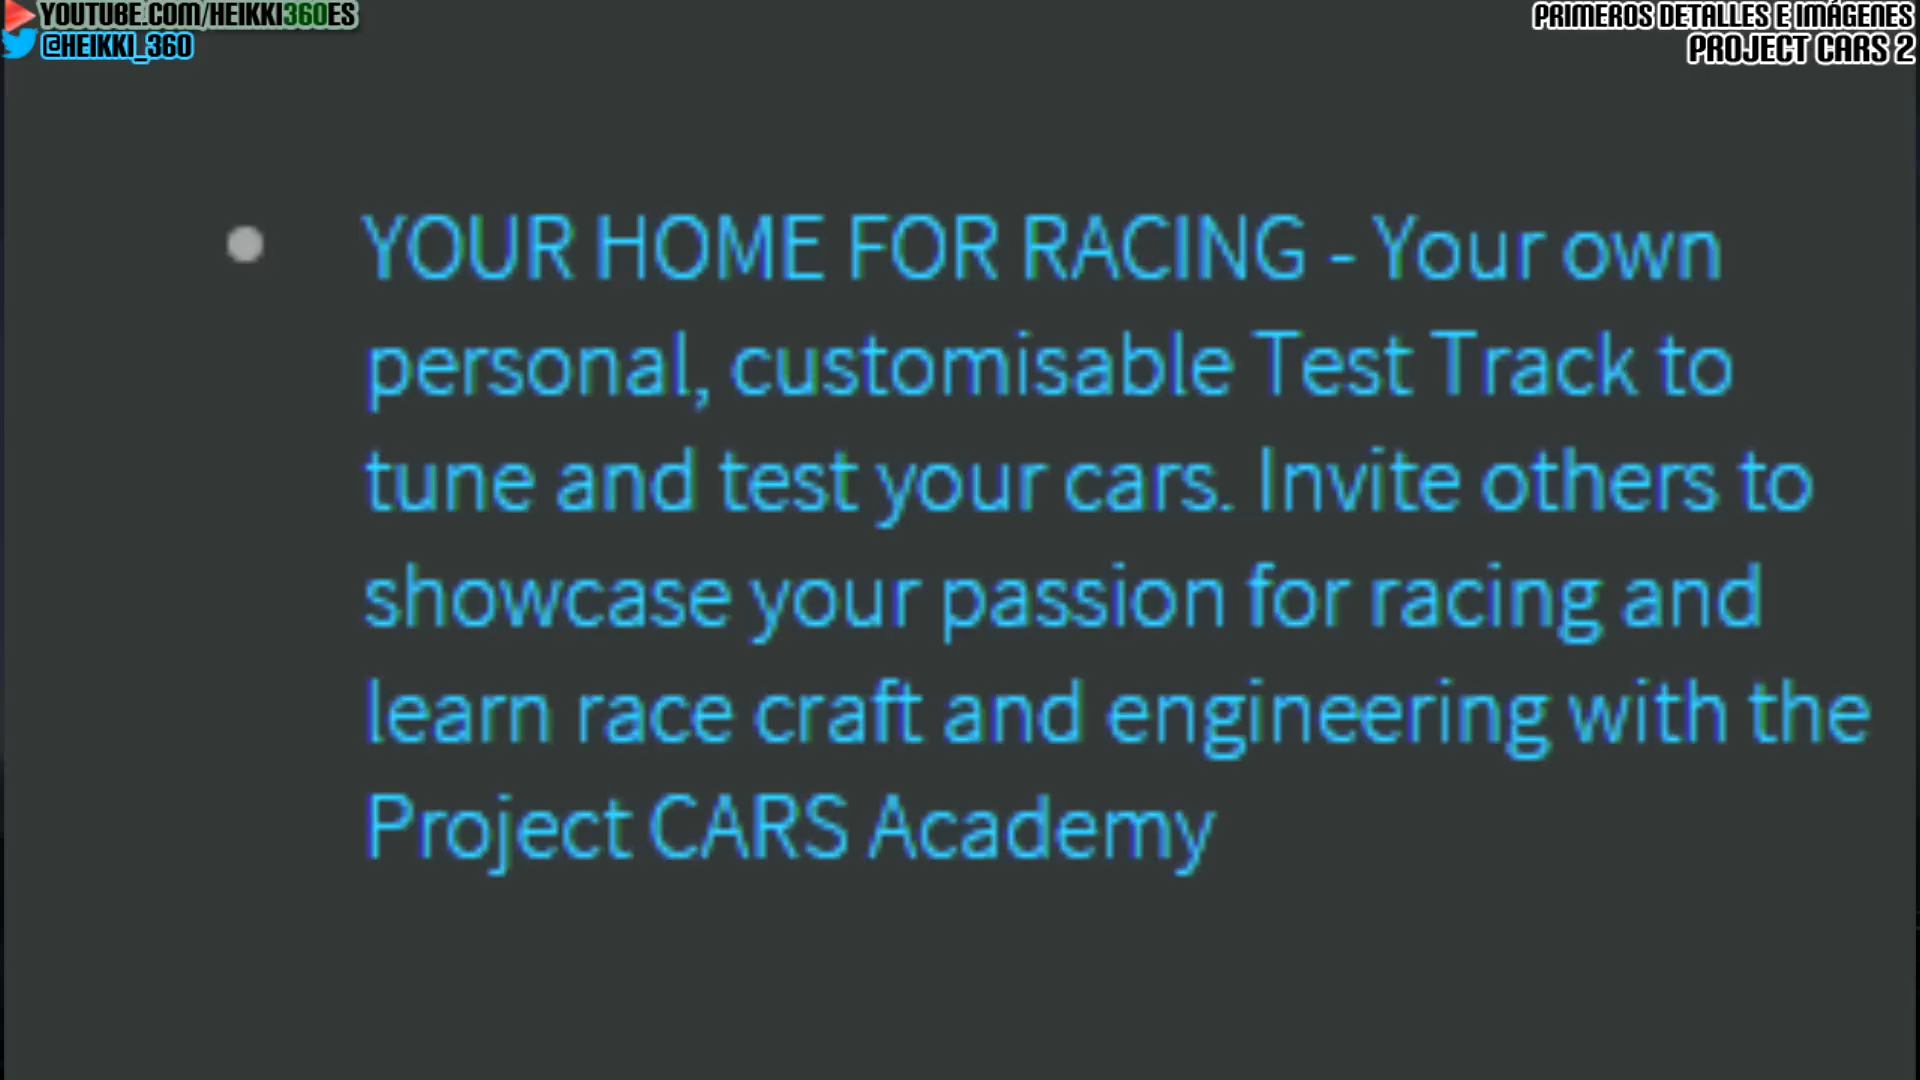 YOUTUBE.COM/HEIKKI360ES
@HEIKKI_360
PRIMEROS DETALLES E IMÁGENES
PROJECT CARS 2
YOUR HOME FOR RACING - Your own
personal, customisable Test Track to
tune and test your cars. Invite others to
showcase your passion for racing and
learn race craft and engineering with the
Project CARS Academy